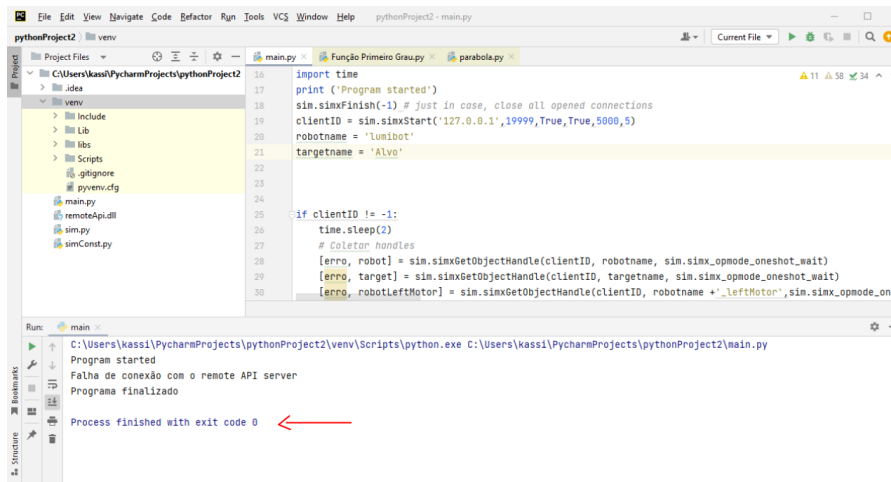 PC File Edit View Navigate Code Refactor Run Tools VCS Window Help pythonProject2 - main.py
pythonProject2 venv
Current File
Project
Project Files
main.py
Função Primeiro Grau.py
parabola.py
C:\Users\kassi\PycharmProjects\pythonProject2
.idea
venv
Include
Lib
libs
Scripts
.gitignore
pyvenv.cfg
main.py
remoteApi.dll
sim.py
simConst.py
11 58 34
16 import time
17 print ('Program started')
18 sim.simxFinish(-1) # just in case, close all opened connections
19 clientID = sim.simxStart('127.0.0.1',19999,True,True,5000,5)
20 robotname = 'lumibot'
21 targetname = 'Alvo'
22
23
24
25 if clientID != -1:
26 time.sleep(2)
27 # Coletar handles
28 [erro, robot] = sim.simxGetObjectHandle(clientID, robotname, sim.simx_opmode_oneshot_wait)
29 [erro, target] = sim.simxGetObjectHandle(clientID, targetname, sim.simx_opmode_oneshot_wait)
30 [erro, robotLeftMotor] = sim.simxGetObjectHandle(clientID, robotname +'_leftMotor',sim.simx_opmode_on
Run: main
C:\Users\kassi\PycharmProjects\pythonProject2\venv\Scripts\python.exe C:\Users\kassi\PycharmProjects\pythonProject2\main.py
Program started
Falha de conexão com o remote API server
Programa finalizado
Process finished with exit code 0
Bookmarks
Structure